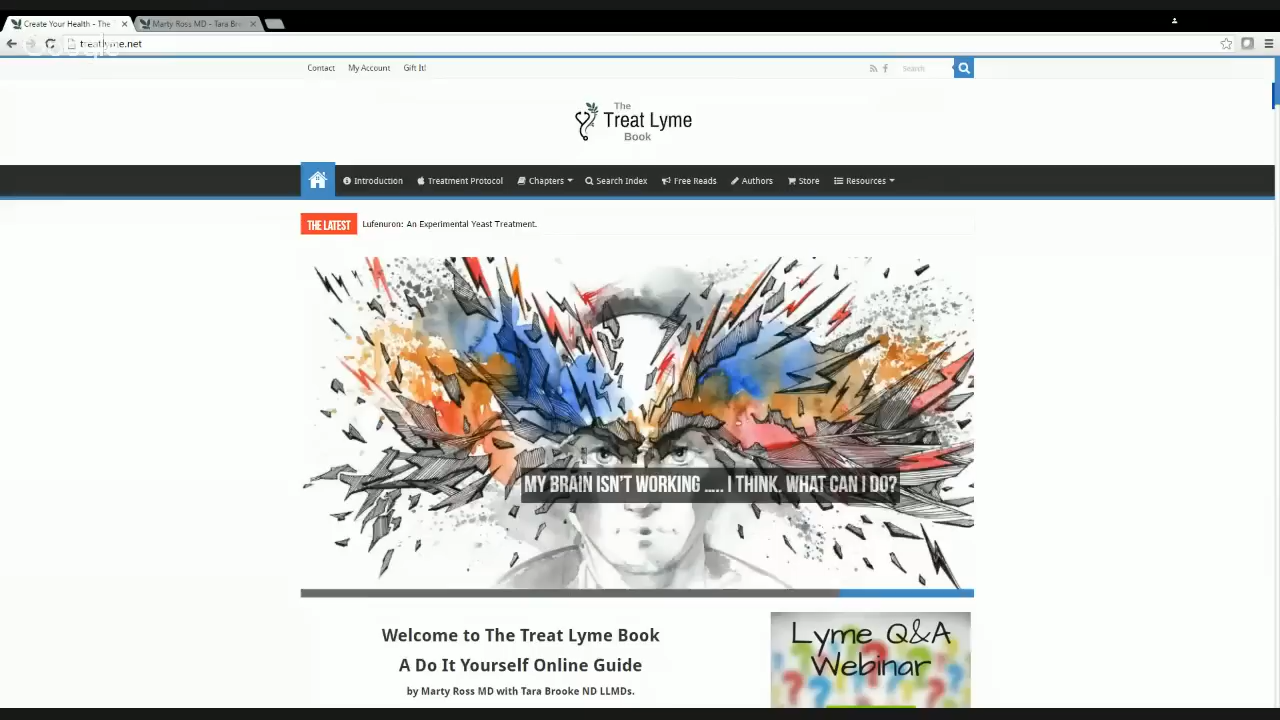 Create Your Health - The
Marty Ross MD - Tara Bro
treatlyme.net
Contact My Account Gift It!
Search
The
Treat Lyme
Book
Introduction Treatment Protocol Chapters Search Index Free Reads Authors Store Resources
THE LATEST Lufenuron: An Experimental Yeast Treatment.
MY BRAIN ISN'T WORKING ..... I THINK. WHAT CAN I DO?
Welcome to The Treat Lyme Book
A Do It Yourself Online Guide
by Marty Ross MD with Tara Brooke ND LLMDs.
Lyme Q&A
Webinar